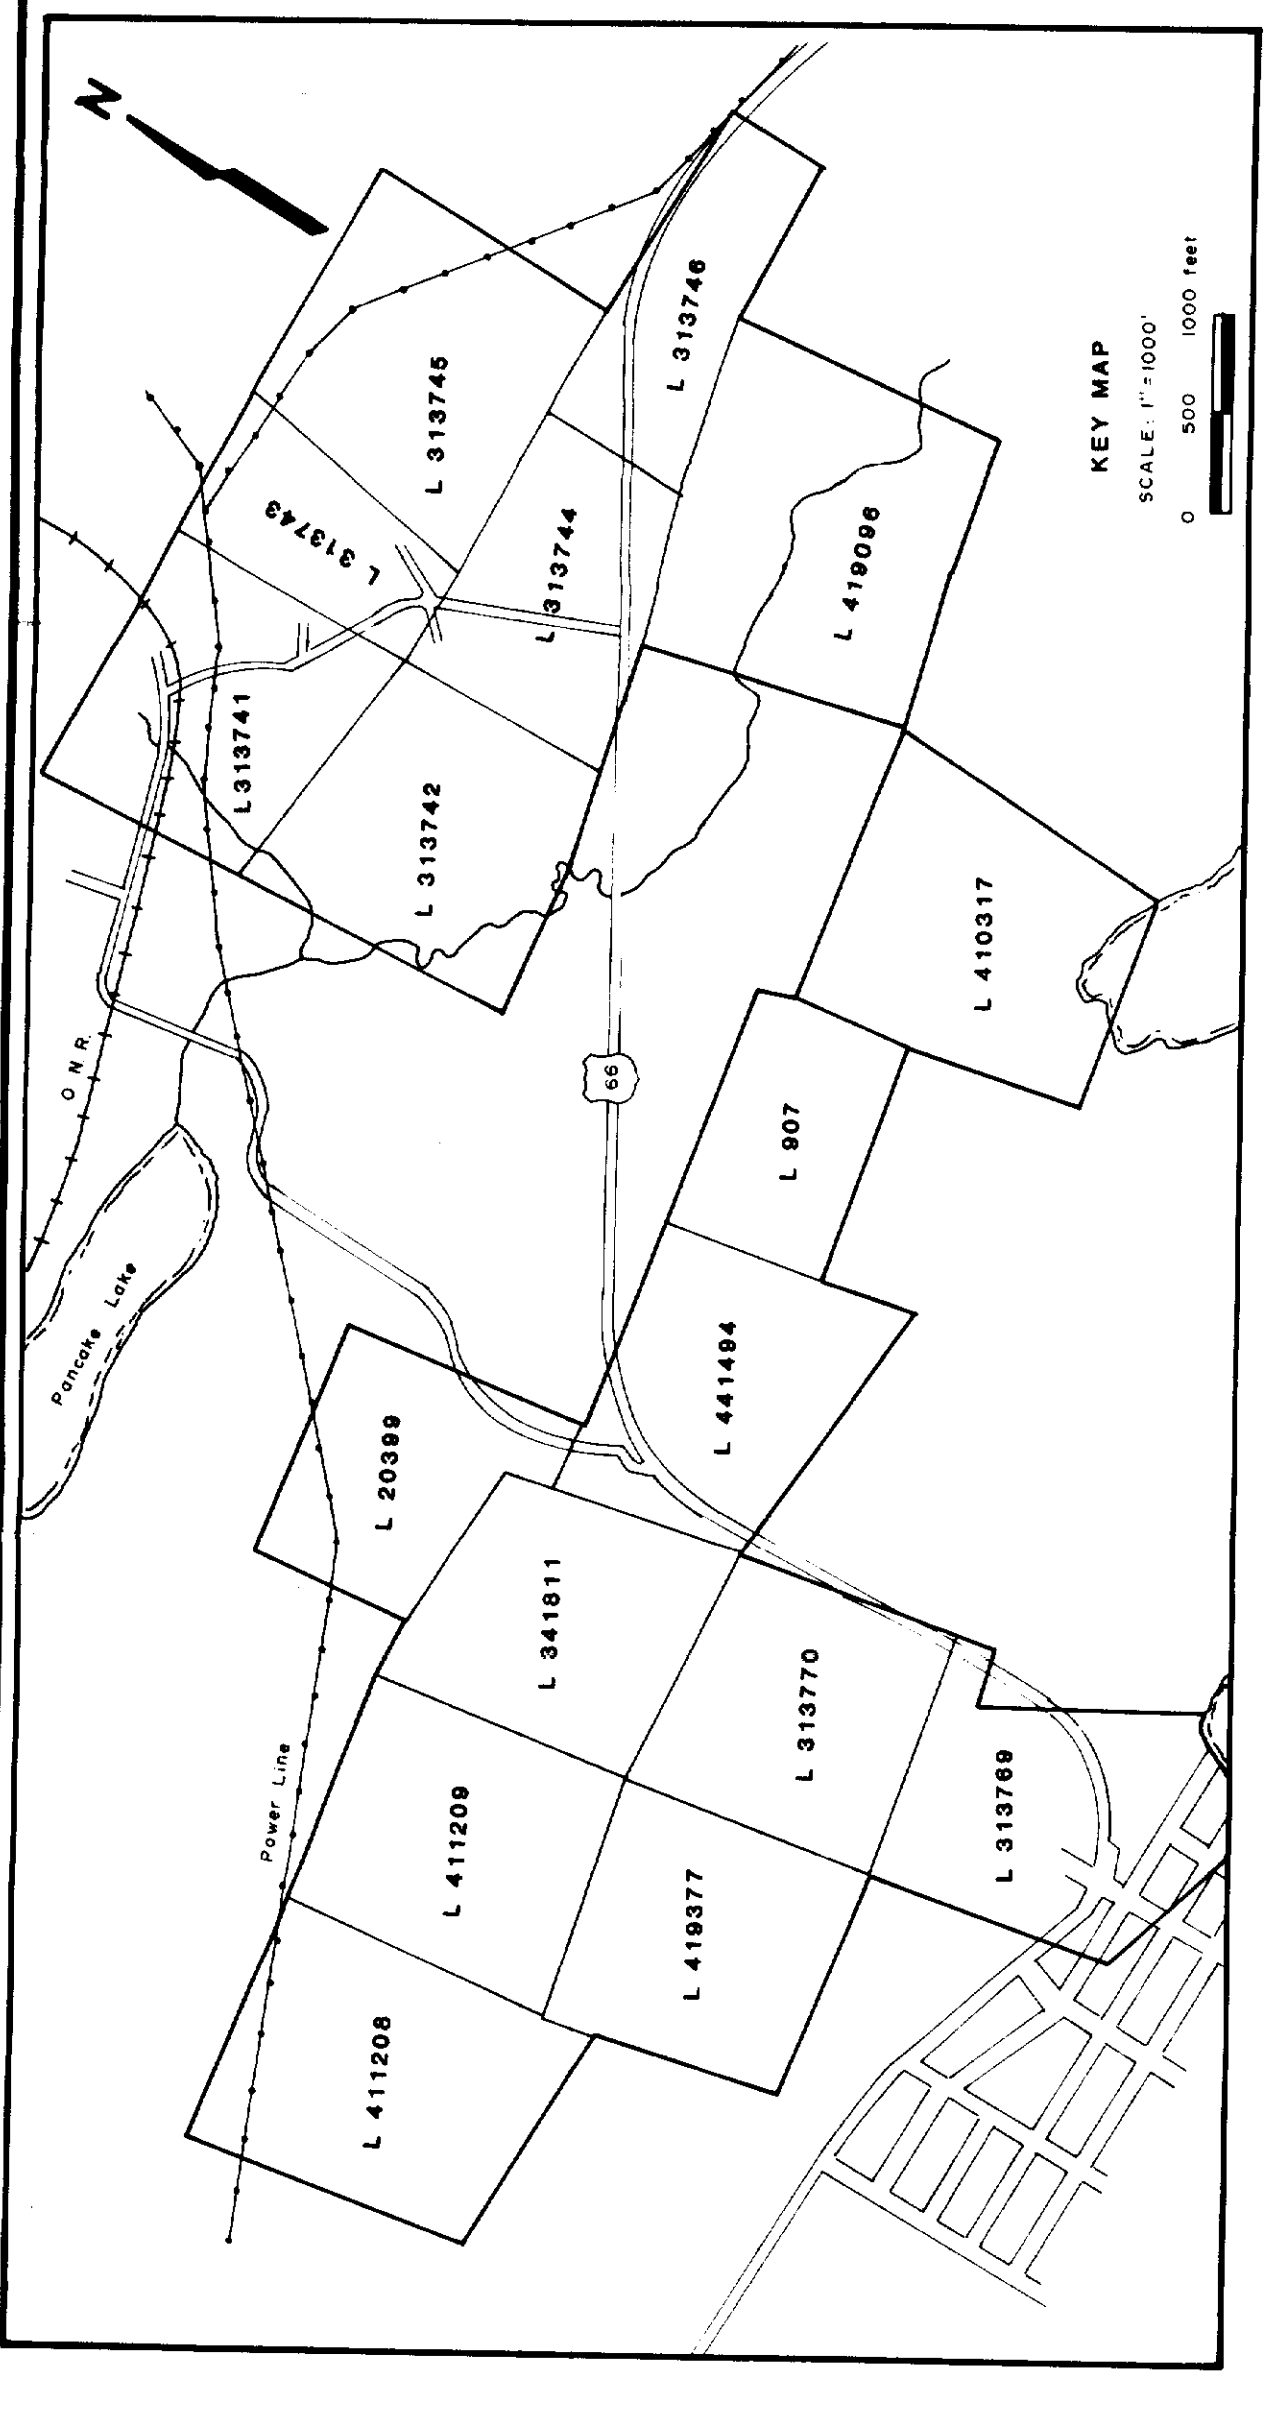 N
O N.R.
Pancake Lake
Power Line
66
L 313745
L 313743
L 313746
L 313744
L 419096
L313741
L 313742
L 410317
L 907
L 441494
L 20399
L 341811
L 313770
L 313769
L 411209
L 419377
L 411208
KEY MAP
SCALE: 1"=1000'
0 500 1000 feet